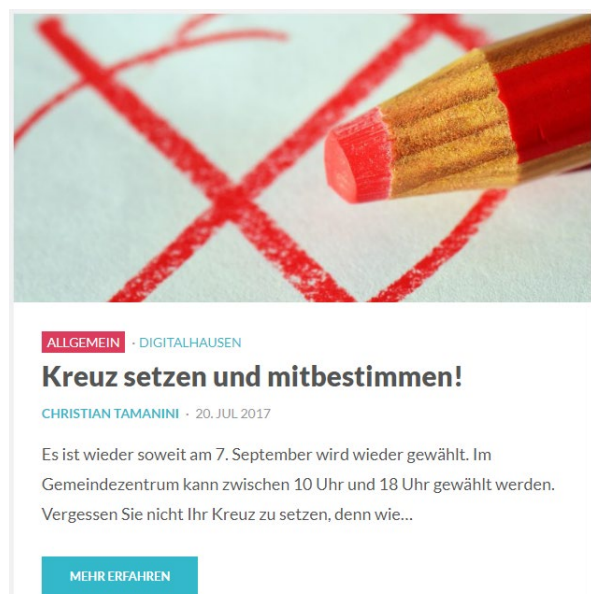 ALLGEMEIN · DIGITALHAUSEN
Kreuz setzen und mitbestimmen!
CHRISTIAN TAMANINI · 20. JUL 2017
Es ist wieder soweit am 7. September wird wieder gewählt. Im
Gemeindezentrum kann zwischen 10 Uhr und 18 Uhr gewählt werden.
Vergessen Sie nicht Ihr Kreuz zu setzen, denn wie...
MEHR ERFAHREN